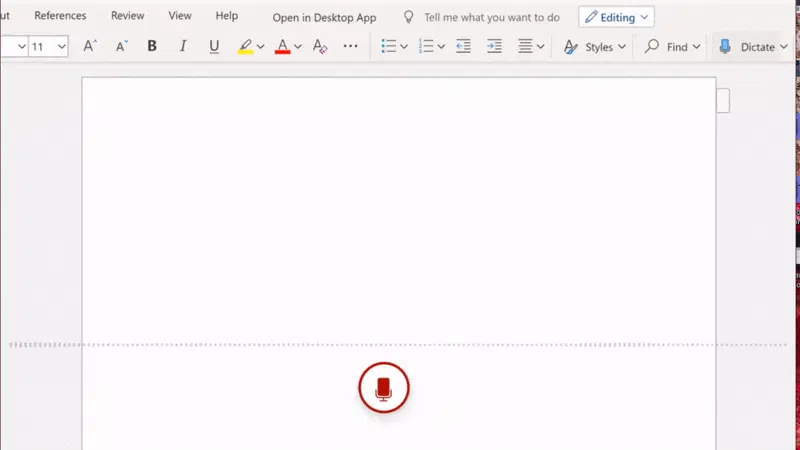 ut References Review View Help Open in Desktop App Tell me what you want to do Editing
11 A A B I U A A Styles Find Dictate